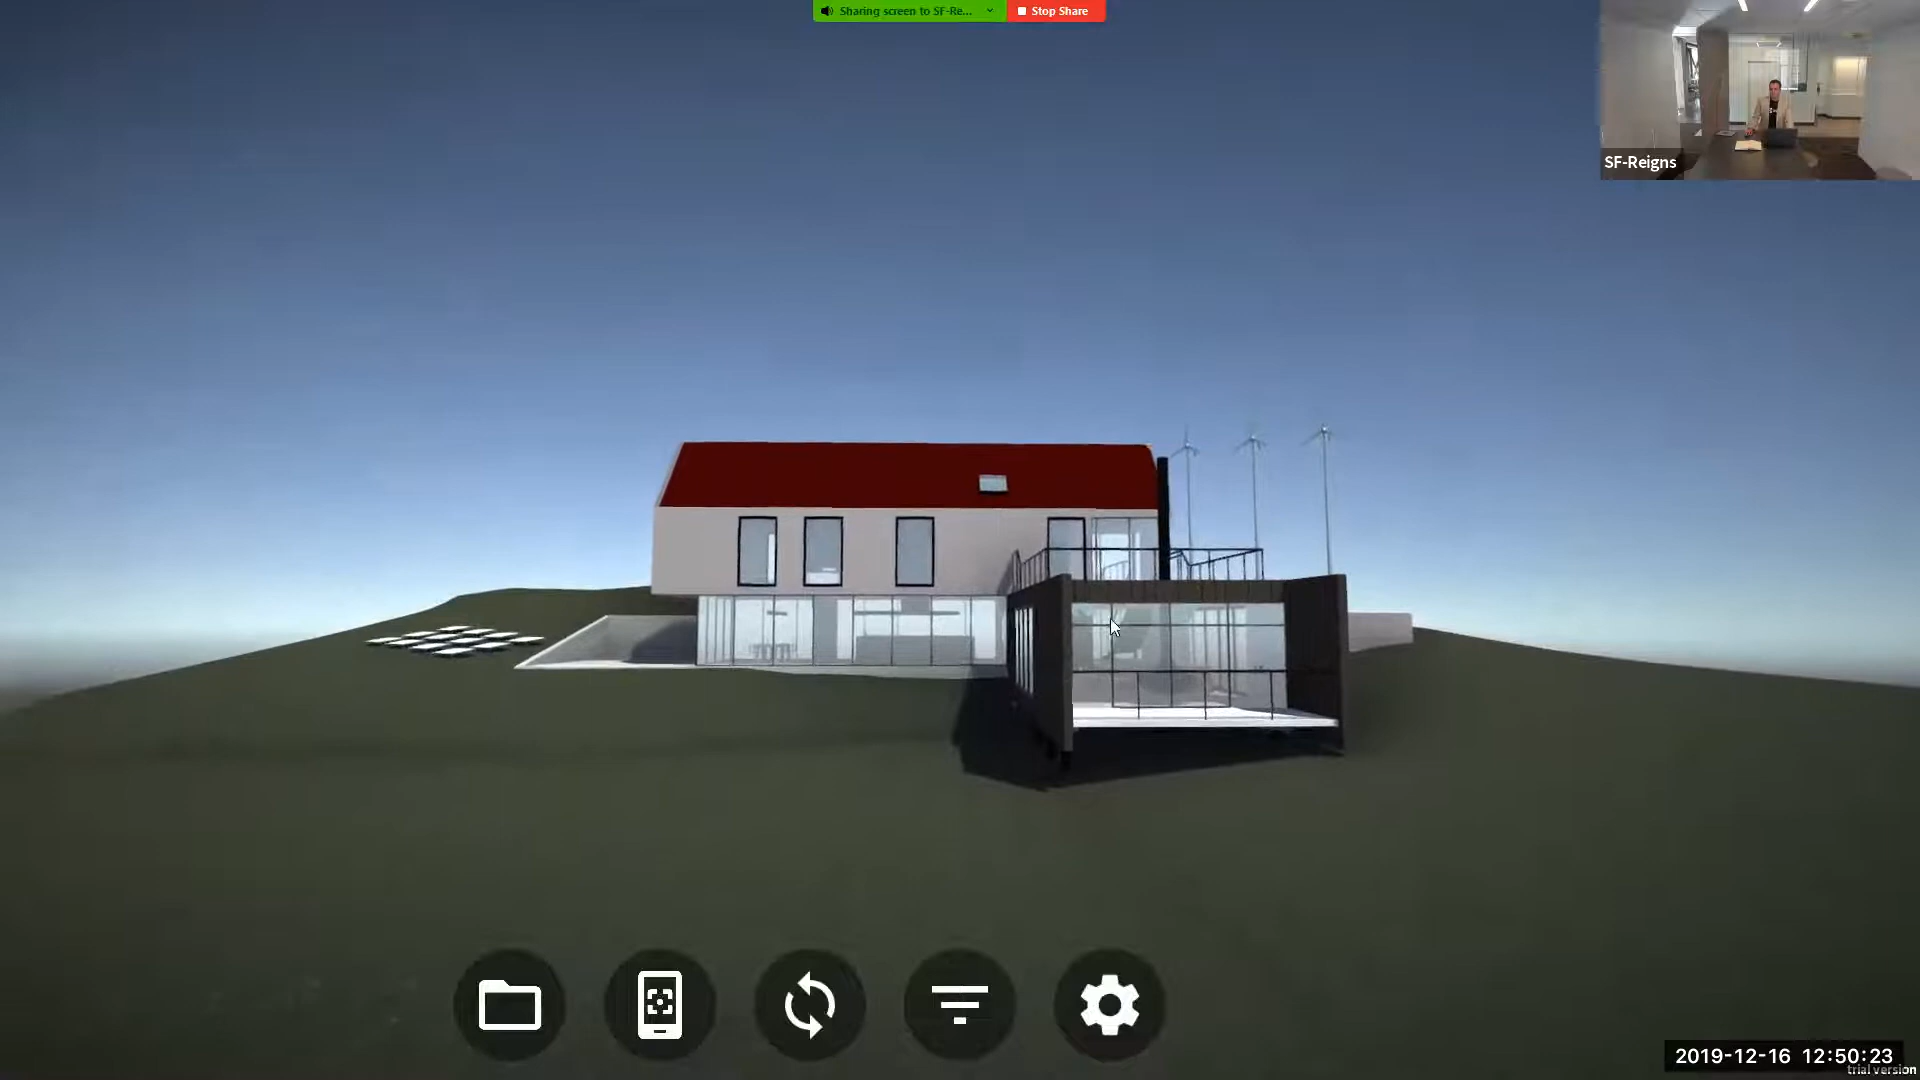 Sharing screen to SF-Re...
Stop Share
SF-Reigns
2019-12-16 12:50:23
trial version